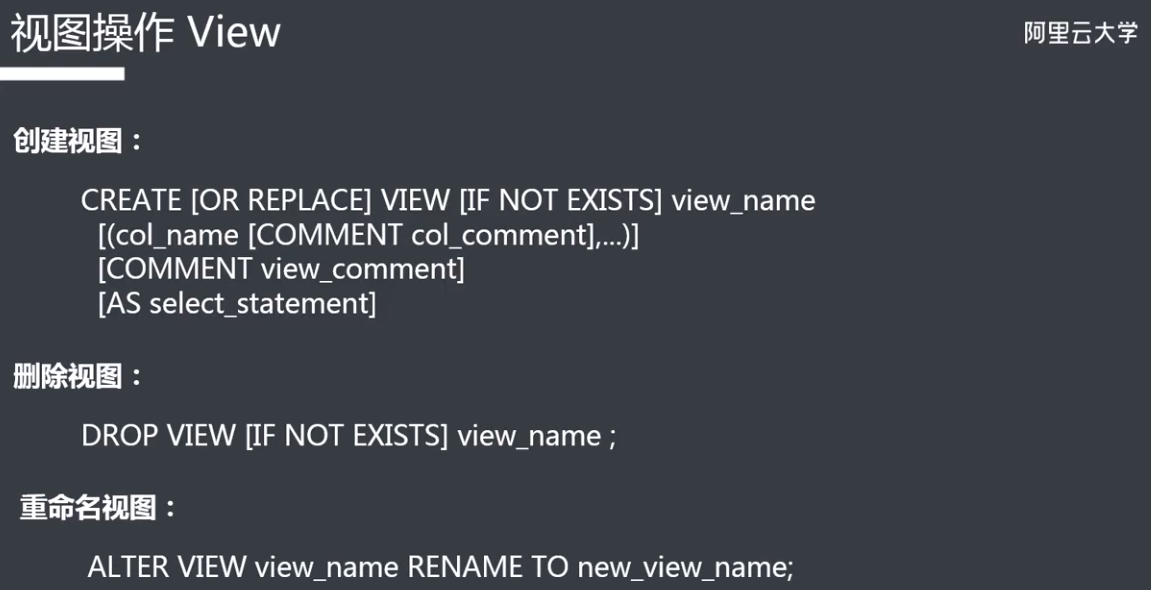 视图操作 View
阿里云大学
创建视图：
CREATE [OR REPLACE] VIEW [IF NOT EXISTS] view_name
[(col_name [COMMENT col_comment],...)]
[COMMENT view_comment]
[AS select_statement]
删除视图：
DROP VIEW [IF NOT EXISTS] view_name ;
重命名视图：
ALTER VIEW view_name RENAME TO new_view_name;